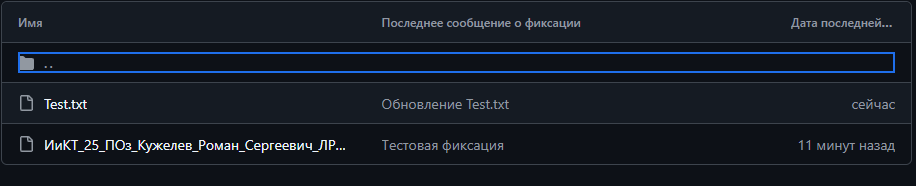 Имя Последнее сообщение о фиксации Дата последней...
..
Test.txt Обновление Test.txt сейчас
ИиКТ_25_ПОз_Кужелев_Роман_Сергеевич_ЛР... Тестовая фиксация 11 минут назад